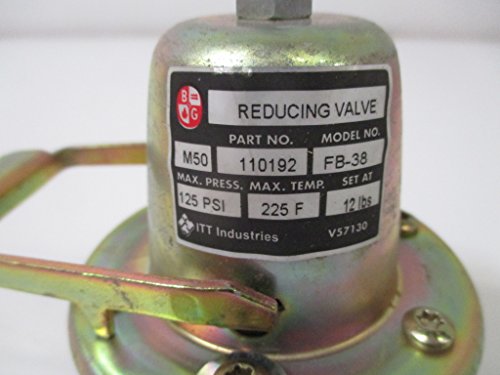 B G
REDUCING VALVE
PART NO. MODEL NO.
M50 110192 FB-38
MAX. PRESS. MAX. TEMP. SET AT
125 PSI 225 F 12 lbs
ITT Industries V57130